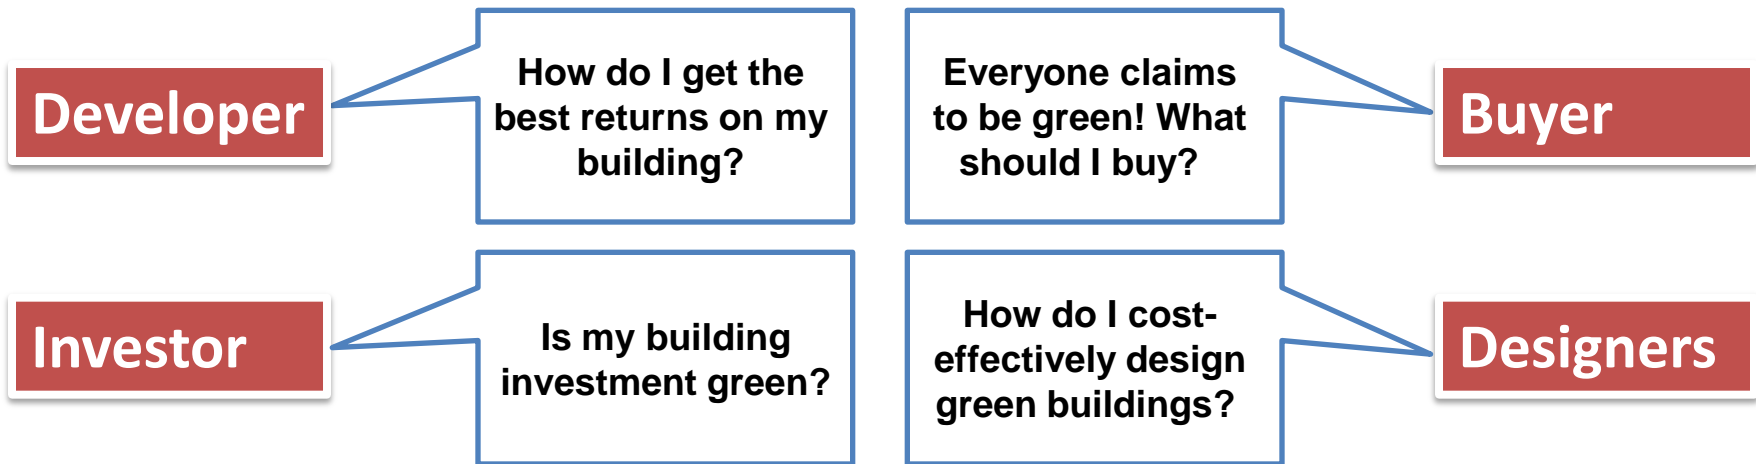 Developer
How do I get the
best returns on my
building?
Everyone claims
to be green! What
should I buy?
Buyer
Investor
Is my building
investment green?
How do I cost-
effectively design
green buildings?
Designers